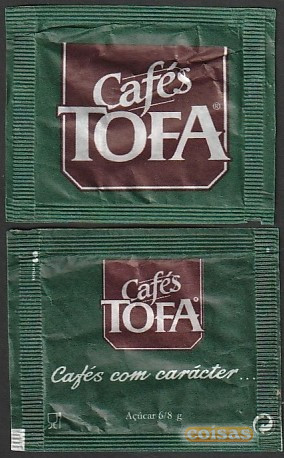 Cafés
TOFA®
Cafés
TOFA®
Cafés com carácter...
Açúcar 6/8 g
coisas